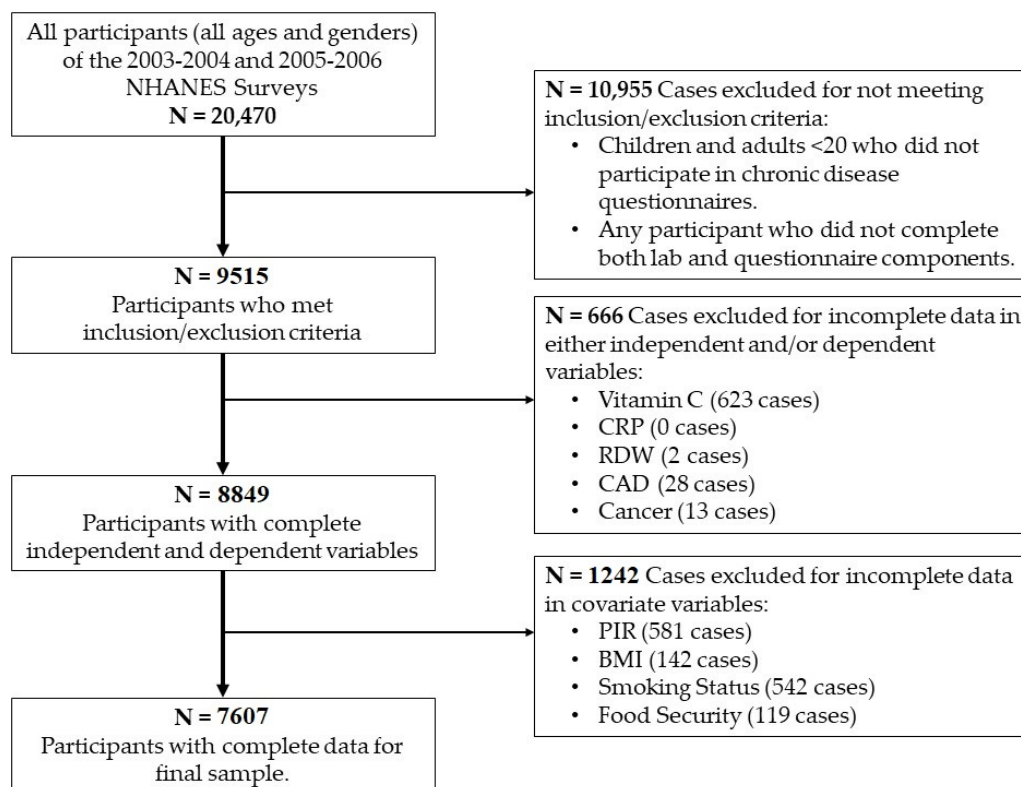 All participants (all ages and genders)
of the 2003-2004 and 2005-2006
NHANES Surveys
N = 20,470
N = 10,955 Cases excluded for not meeting
inclusion/exclusion criteria:
• Children and adults <20 who did not
participate in chronic disease
questionnaires.
• Any participant who did not complete
both lab and questionnaire components.
N = 9515
Participants who met
inclusion/exclusion criteria
N = 666 Cases excluded for incomplete data in
either independent and/or dependent
variables:
• Vitamin C (623 cases)
• CRP (0 cases)
• RDW (2 cases)
• CAD (28 cases)
• Cancer (13 cases)
N = 8849
Participants with complete
independent and dependent variables
N = 1242 Cases excluded for incomplete data
in covariate variables:
• PIR (581 cases)
• BMI (142 cases)
• Smoking Status (542 cases)
• Food Security (119 cases)
N = 7607
Participants with complete data for
final sample.